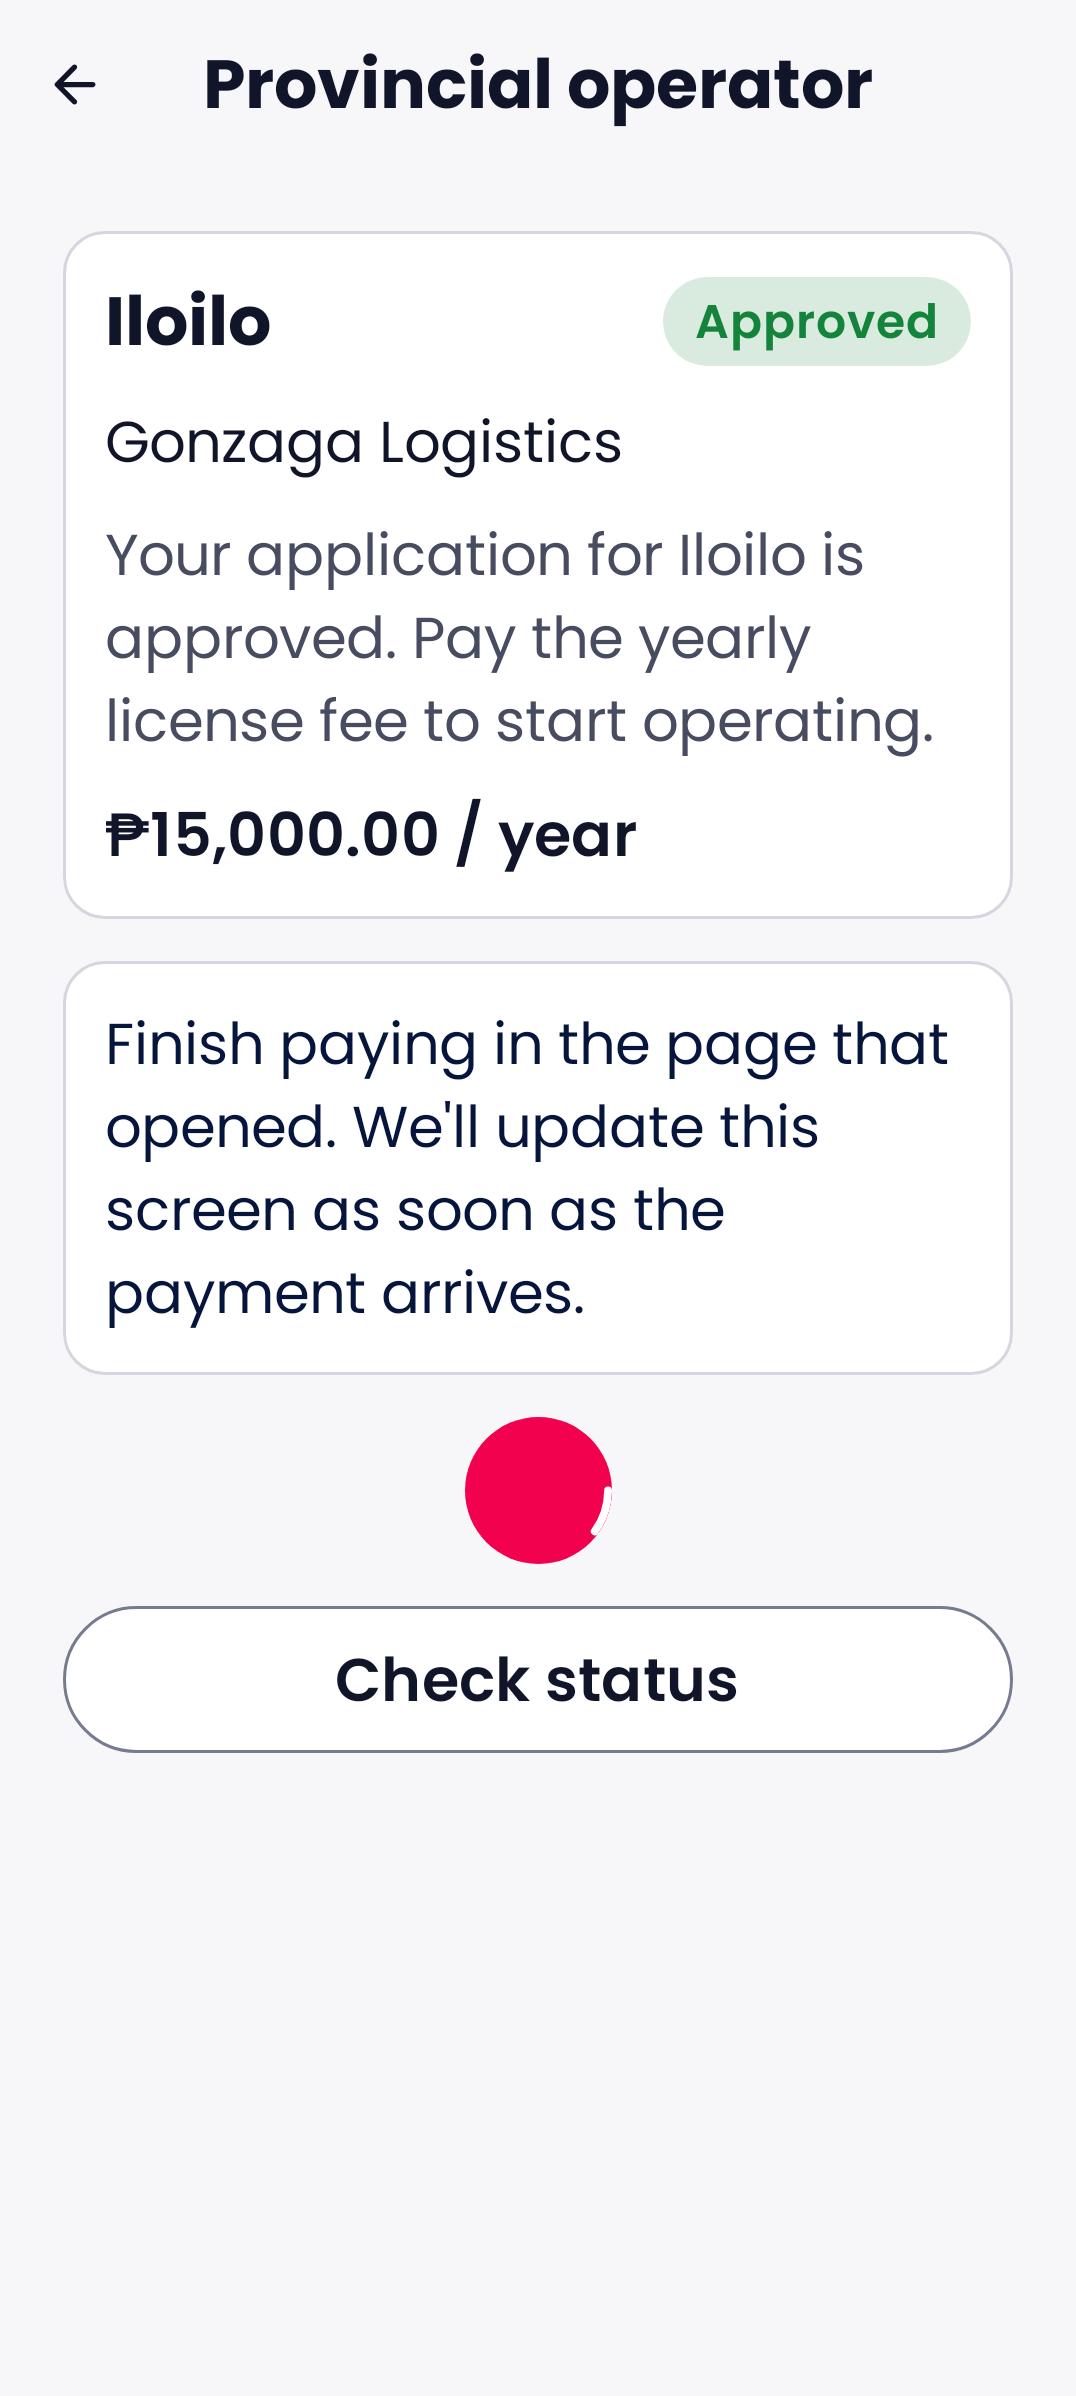 Provincial operator
Iloilo
Approved
Gonzaga Logistics
Your application for Iloilo is
approved. Pay the yearly
license fee to start operating.
₱15,000.00 / year
Finish paying in the page that
opened. We'll update this
screen as soon as the
payment arrives.
Check status